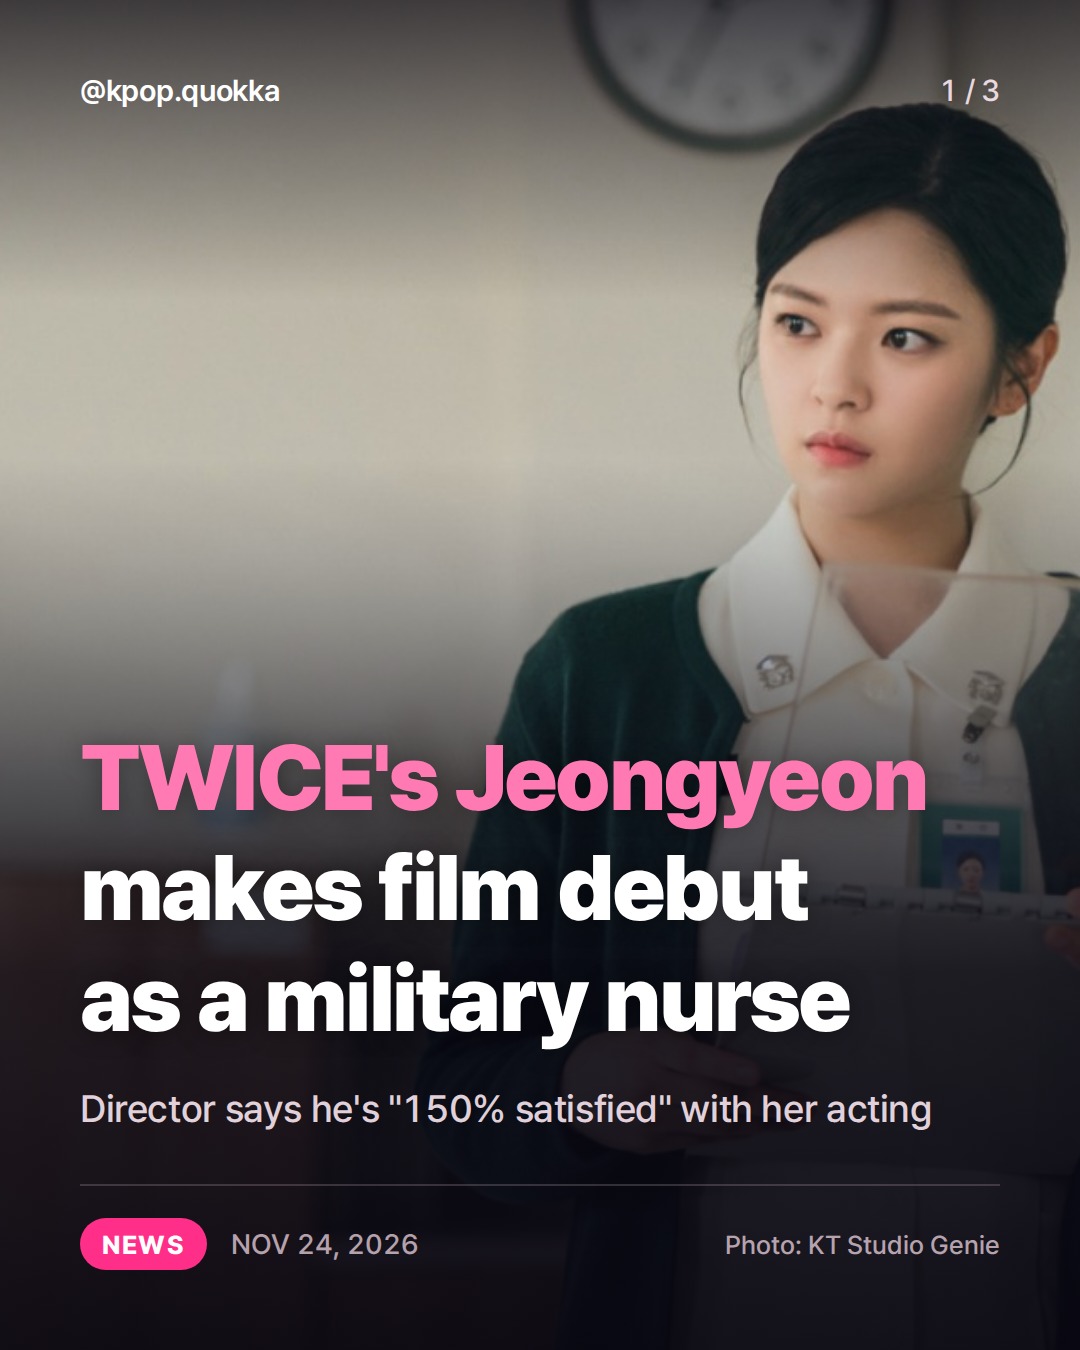 @kpop.quokka
1 / 3
TWICE's Jeongyeon
makes film debut
as a military nurse
Director says he's "150% satisfied" with her acting
NEWS
NOV 24, 2026
Photo: KT Studio Genie